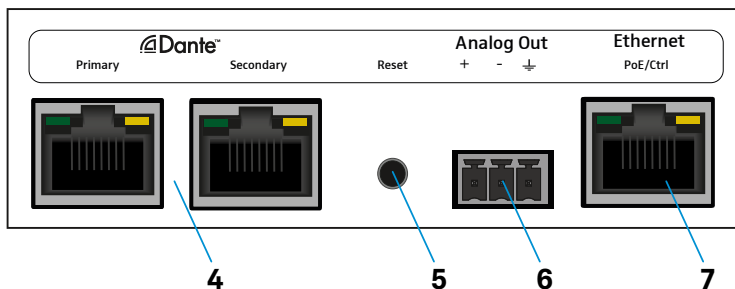 Dante™ Analog Out Ethernet
Primary Secondary Reset + - ⏚ PoE/Ctrl
4 5 6 7